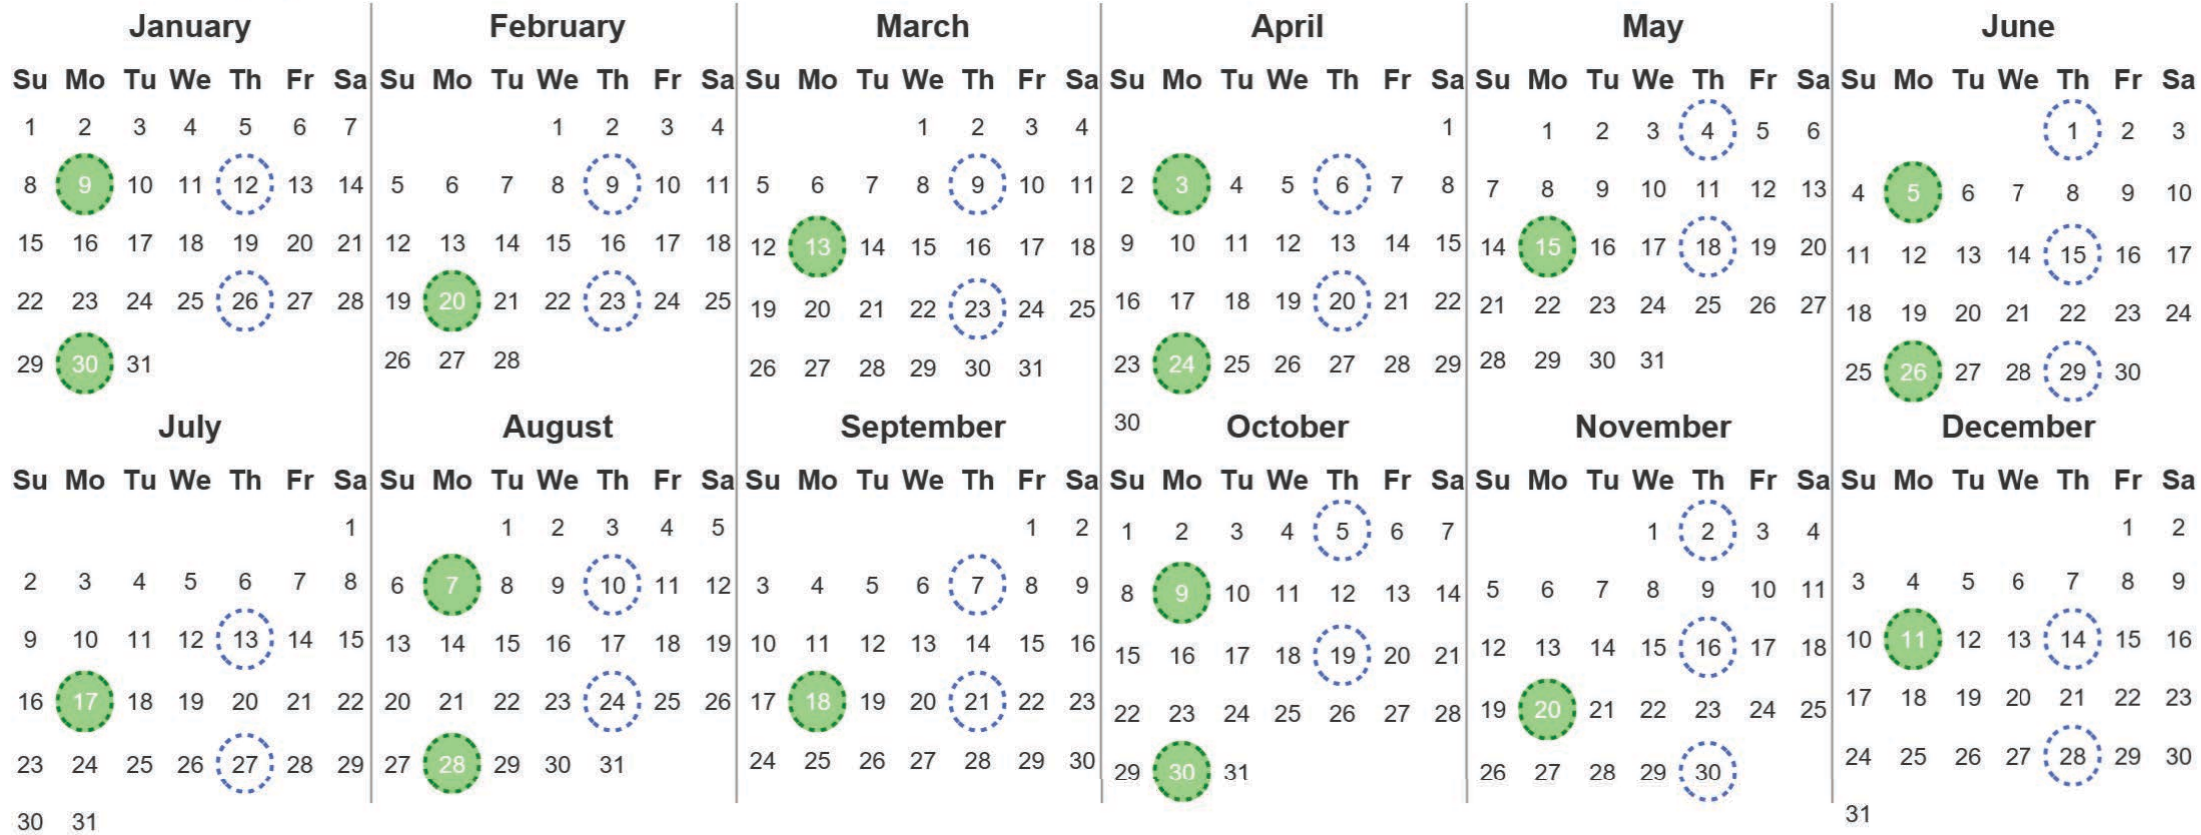 January February March April May June
Su Mo Tu We Th Fr Sa Su Mo Tu We Th Fr Sa Su Mo Tu We Th Fr Sa Su Mo Tu We Th Fr Sa Su Mo Tu We Th Fr Sa Su Mo Tu We Th Fr Sa
1 2 3 4 5 6 7 1 2 3 4 1 2 3 4 1 1 2 3 4 5 6 1 2 3
8 9 10 11 12 13 14 5 6 7 8 9 10 11 5 6 7 8 9 10 11 2 3 4 5 6 7 8 7 8 9 10 11 12 13 4 5 6 7 8 9 10
15 16 17 18 19 20 21 12 13 14 15 16 17 18 12 13 14 15 16 17 18 9 10 11 12 13 14 15 14 15 16 17 18 19 20 11 12 13 14 15 16 17
22 23 24 25 26 27 28 19 20 21 22 23 24 25 19 20 21 22 23 24 25 16 17 18 19 20 21 22 21 22 23 24 25 26 27 18 19 20 21 22 23 24
29 30 31 26 27 28 26 27 28 29 30 31 23 24 25 26 27 28 29 28 29 30 31 25 26 27 28 29 30
30
July August September October November December
Su Mo Tu We Th Fr Sa Su Mo Tu We Th Fr Sa Su Mo Tu We Th Fr Sa Su Mo Tu We Th Fr Sa Su Mo Tu We Th Fr Sa Su Mo Tu We Th Fr Sa
1 1 2 3 4 5 1 2 1 2 3 4 5 6 7 1 2 3 4 1 2
2 3 4 5 6 7 8 6 7 8 9 10 11 12 3 4 5 6 7 8 9 8 9 10 11 12 13 14 5 6 7 8 9 10 11 3 4 5 6 7 8 9
9 10 11 12 13 14 15 13 14 15 16 17 18 19 10 11 12 13 14 15 16 15 16 17 18 19 20 21 12 13 14 15 16 17 18 10 11 12 13 14 15 16
16 17 18 19 20 21 22 20 21 22 23 24 25 26 17 18 19 20 21 22 23 22 23 24 25 26 27 28 19 20 21 22 23 24 25 17 18 19 20 21 22 23
23 24 25 26 27 28 29 27 28 29 30 31 24 25 26 27 28 29 30 29 30 31 26 27 28 29 30 24 25 26 27 28 29 30
30 31 31